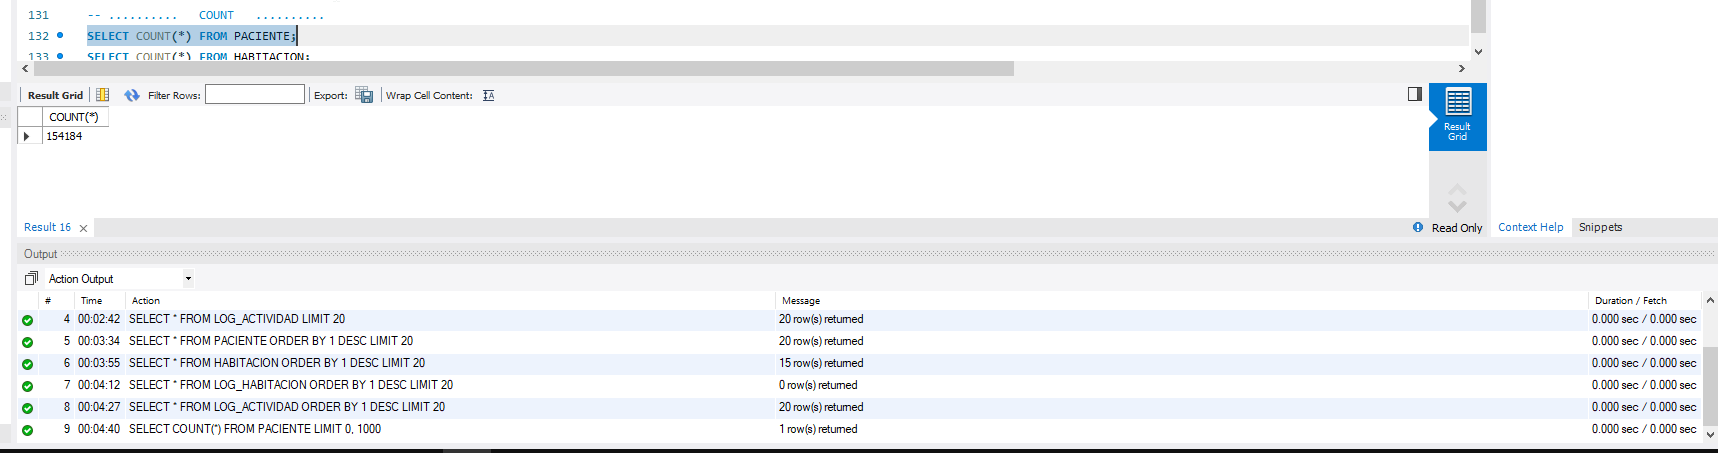 131 -- .......... COUNT ..........
132 SELECT COUNT(*) FROM PACIENTE;
133 SELECT COUNT(*) FROM HABITACION;
Result Grid Filter Rows: Export: Wrap Cell Content:
COUNT(*)
154184
Result Grid
Result 16 Read Only Context Help Snippets
Output
Action Output
# Time Action Message Duration / Fetch
4 00:02:42 SELECT * FROM LOG_ACTIVIDAD LIMIT 20 20 row(s) returned 0.000 sec / 0.000 sec
5 00:03:34 SELECT * FROM PACIENTE ORDER BY 1 DESC LIMIT 20 20 row(s) returned 0.000 sec / 0.000 sec
6 00:03:55 SELECT * FROM HABITACION ORDER BY 1 DESC LIMIT 20 15 row(s) returned 0.000 sec / 0.000 sec
7 00:04:12 SELECT * FROM LOG_HABITACION ORDER BY 1 DESC LIMIT 20 0 row(s) returned 0.000 sec / 0.000 sec
8 00:04:27 SELECT * FROM LOG_ACTIVIDAD ORDER BY 1 DESC LIMIT 20 20 row(s) returned 0.000 sec / 0.000 sec
9 00:04:40 SELECT COUNT(*) FROM PACIENTE LIMIT 0, 1000 1 row(s) returned 0.000 sec / 0.000 sec